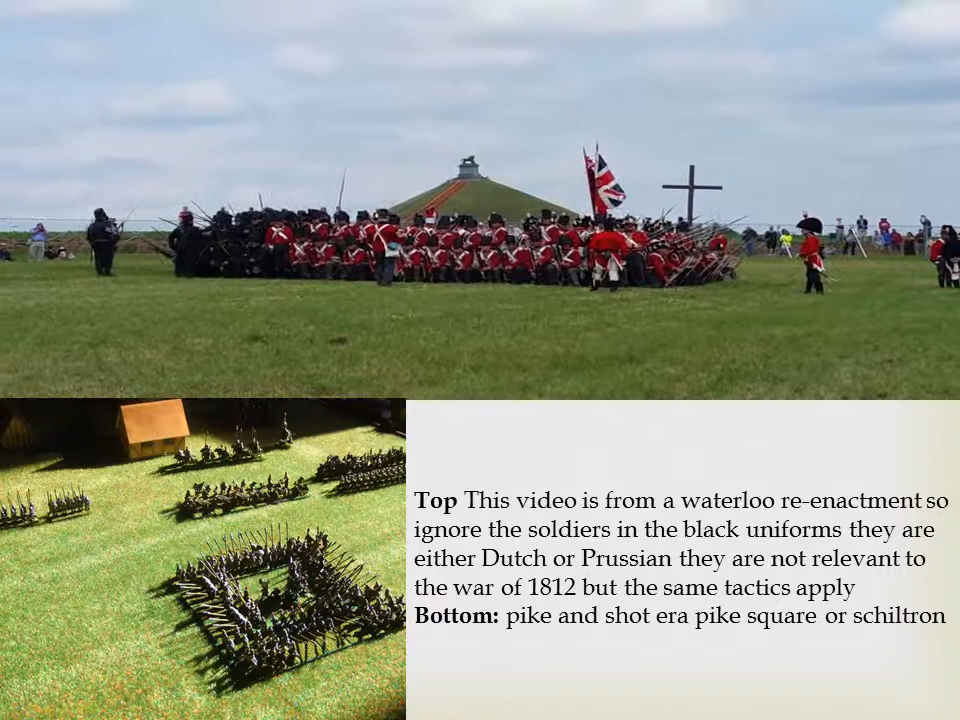 Top This video is from a waterloo re-enactment so
ignore the soldiers in the black uniforms they are
either Dutch or Prussian they are not relevant to
the war of 1812 but the same tactics apply
Bottom: pike and shot era pike square or schiltron